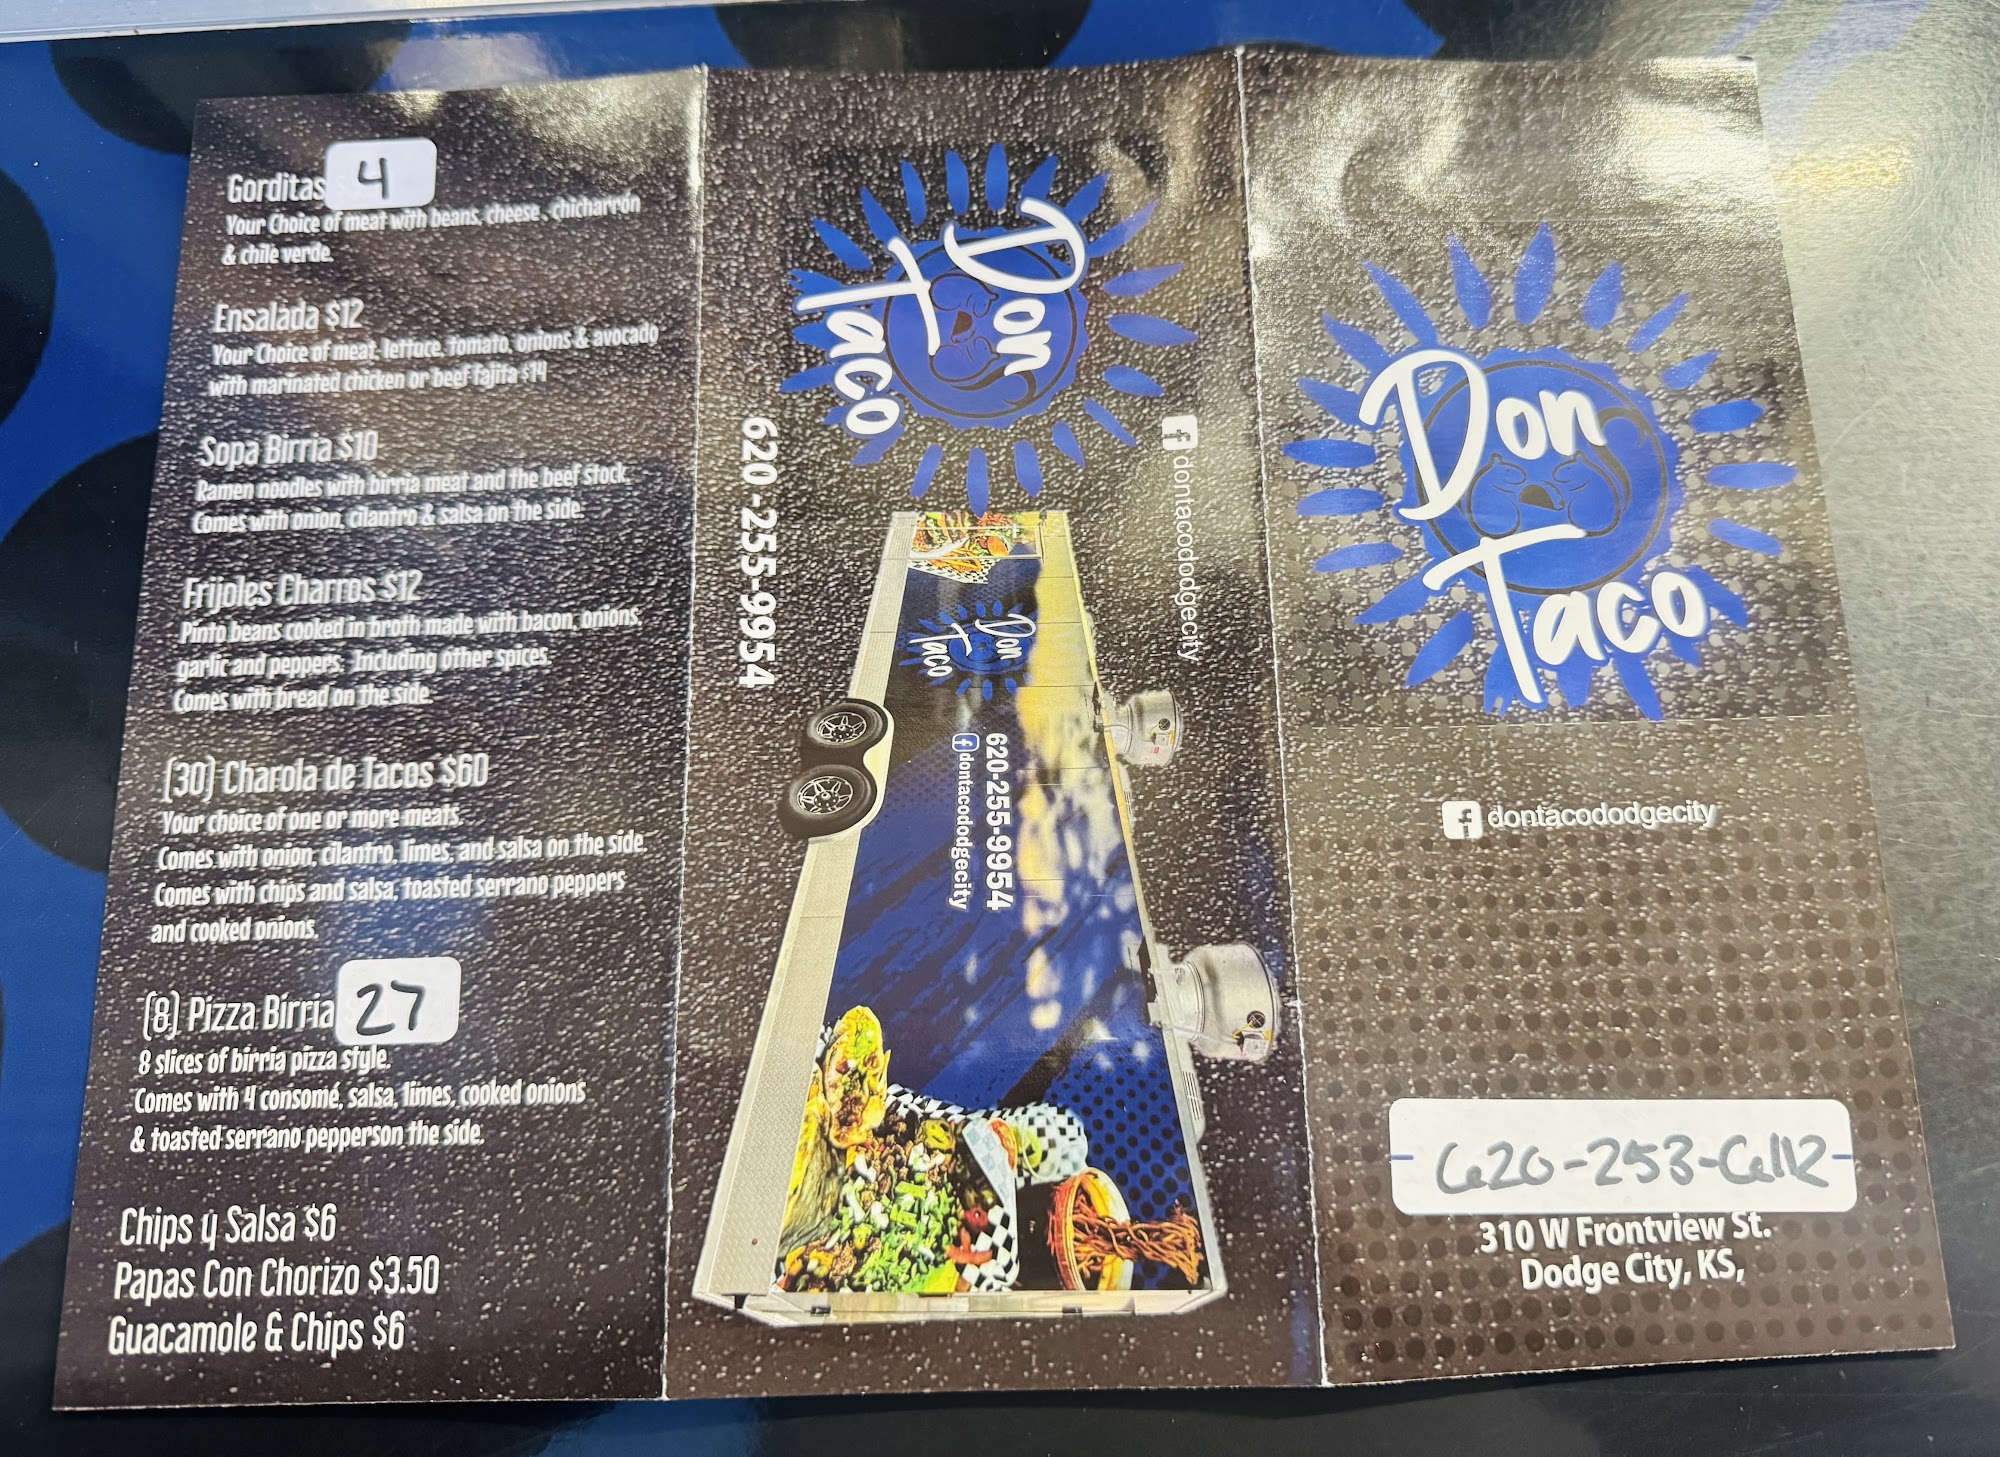 Gorditas 4
Your Choice of meat with beans, cheese, chicharrón
& chile verde.
Ensalada $12
Your Choice of meat, lettuce, tomato, onions & avocado
with marinated chicken or beef fajita $14
Sopa Birria $10
Ramen noodles with birria meat and the beef stock.
Comes with onion, cilantro & salsa on the side.
Frijoles Charros $12
Pinto beans cooked in broth made with bacon, onions,
garlic and peppers. Including other spices.
Comes with bread on the side.
(30) Charola de Tacos $60
Your choice of one or more meats.
Comes with onion, cilantro, limes, and salsa on the side.
Comes with chips and salsa, toasted serrano peppers
and cooked onions.
(8) Pizza Birria 27
8 slices of birria pizza style.
Comes with 4 consomé, salsa, limes, cooked onions
& toasted serrano pepperson the side.
Chips y Salsa $6
Papas Con Chorizo $3.50
Guacamole & Chips $6
Don
Taco
dontacododgecity
620-255-9954
Don
Taco
620-255-9954
dontacododgecity
Don
Taco
dontacododgecity
620-253-6112
310 W Frontview St.
Dodge City, KS,